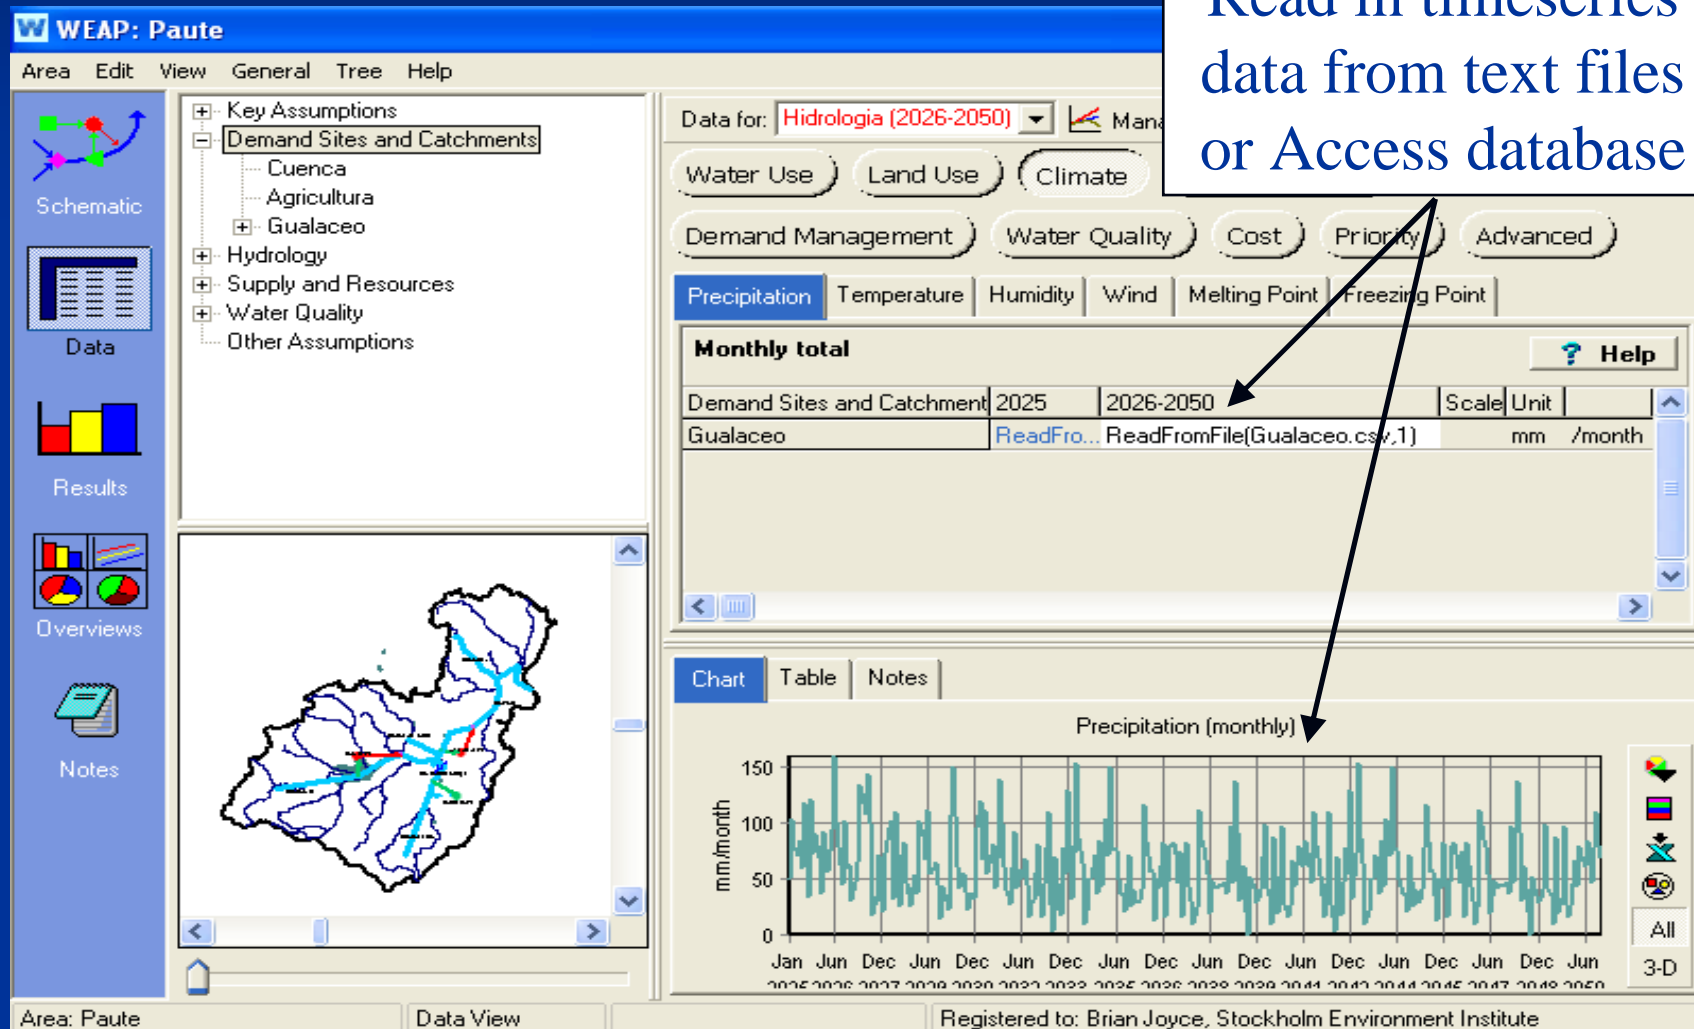 Read in timeseries
data from text files
or Access database
WEAP: Paute
Area Edit View General Tree Help
Schematic
Data
Results
Overviews
Notes
Key Assumptions
Demand Sites and Catchments
Cuenca
Agricultura
Gualaceo
Hydrology
Supply and Resources
Water Quality
Other Assumptions
Data for: Hidrologia (2026-2050)
Water Use Land Use Climate
Demand Management Water Quality Cost Priority Advanced
Precipitation Temperature Humidity Wind Melting Point Freezing Point
Monthly total Help
Demand Sites and Catchment 2025 2026-2050 Scale Unit
Gualaceo ReadFro... ReadFromFile(Gualaceo.csv,1) mm /month
Chart Table Notes
Precipitation (monthly)
mm/month
150
100
50
0
Jan Jun Dec Jun Dec Jun Dec Jun Dec Jun Dec Jun Dec Jun Dec Jun Dec Jun
All
3-D
Area: Paute Data View Registered to: Brian Joyce, Stockholm Environment Institute